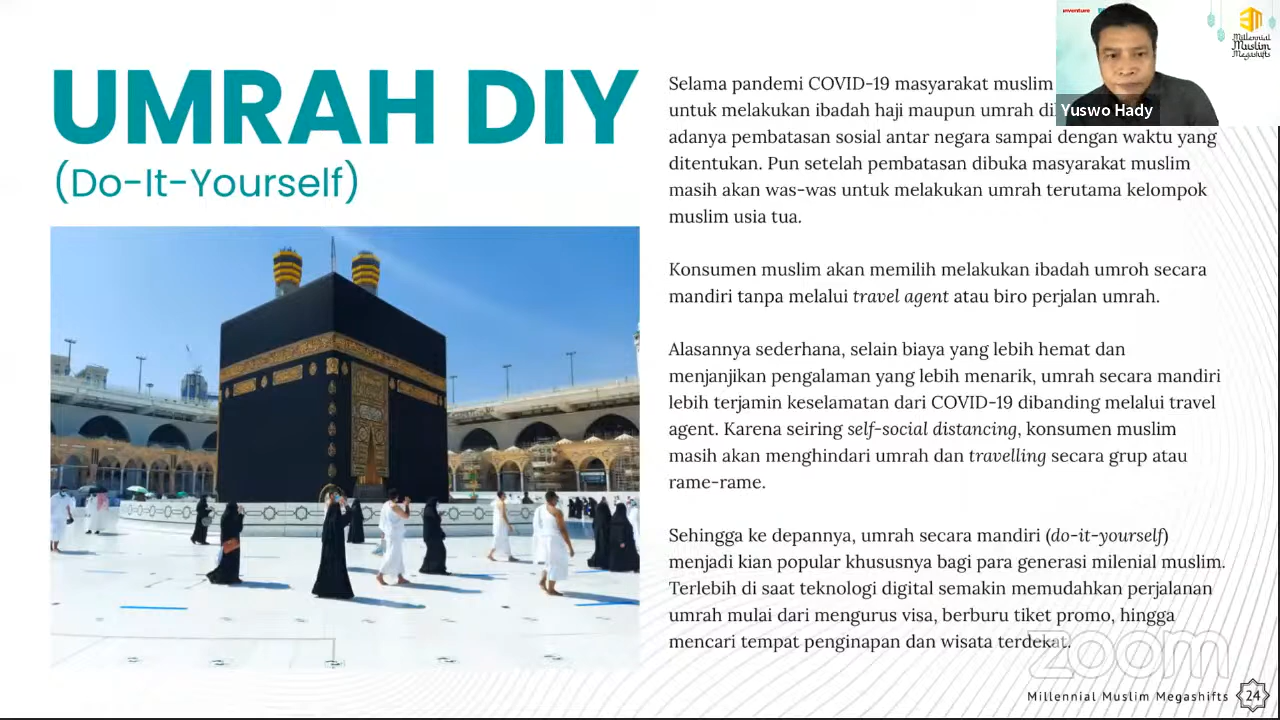 UMRAH DIY
(Do-It-Yourself)
Selama pandemi COVID-19 masyarakat muslim
untuk melakukan ibadah haji maupun umrah
adanya pembatasan sosial antar negara sampai dengan waktu yang
ditentukan. Pun setelah pembatasan dibuka masyarakat muslim
masih akan was-was untuk melakukan umrah terutama kelompok
muslim usia tua.
Konsumen muslim akan memilih melakukan ibadah umroh secara
mandiri tanpa melalui travel agent atau biro perjalan umrah.
Alasannya sederhana, selain biaya yang lebih hemat dan
menjanjikan pengalaman yang lebih menarik, umrah secara mandiri
lebih terjamin keselamatan dari COVID-19 dibanding melalui travel
agent. Karena seiring self-social distancing, konsumen muslim
masih akan menghindari umrah dan travelling secara grup atau
rame-rame.
Sehingga ke depannya, umrah secara mandiri (do-it-yourself)
menjadi kian popular khususnya bagi para generasi milenial muslim.
Terlebih di saat teknologi digital semakin memudahkan perjalanan
umrah mulai dari mengurus visa, berburu tiket promo, hingga
mencari tempat penginapan dan wisata terdekat.
inventure
Millennial
Muslim
Megashifts
Yuswo Hady
zoom
Millennial Muslim Megashifts 24